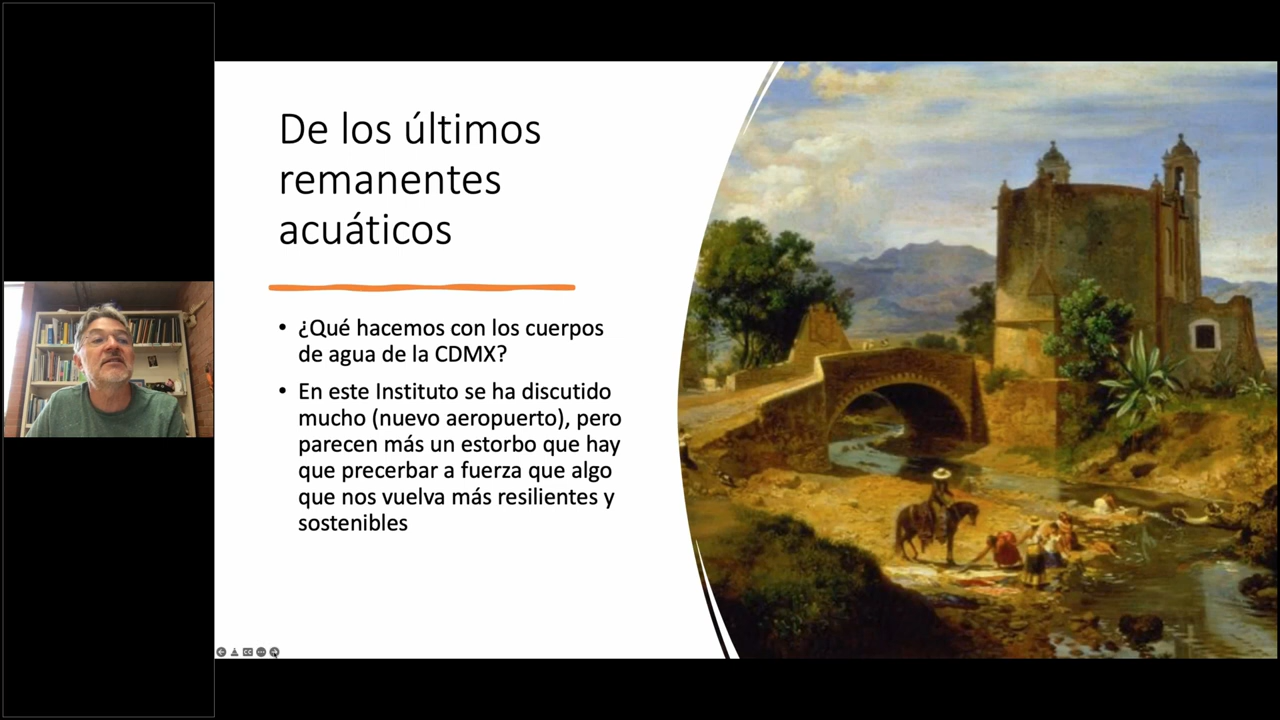 De los últimos
remanentes
acuáticos
• ¿Qué hacemos con los cuerpos
de agua de la CDMX?
• En este Instituto se ha discutido
mucho (nuevo aeropuerto), pero
parecen más un estorbo que hay
que precerbar a fuerza que algo
que nos vuelva más resilientes y
sostenibles